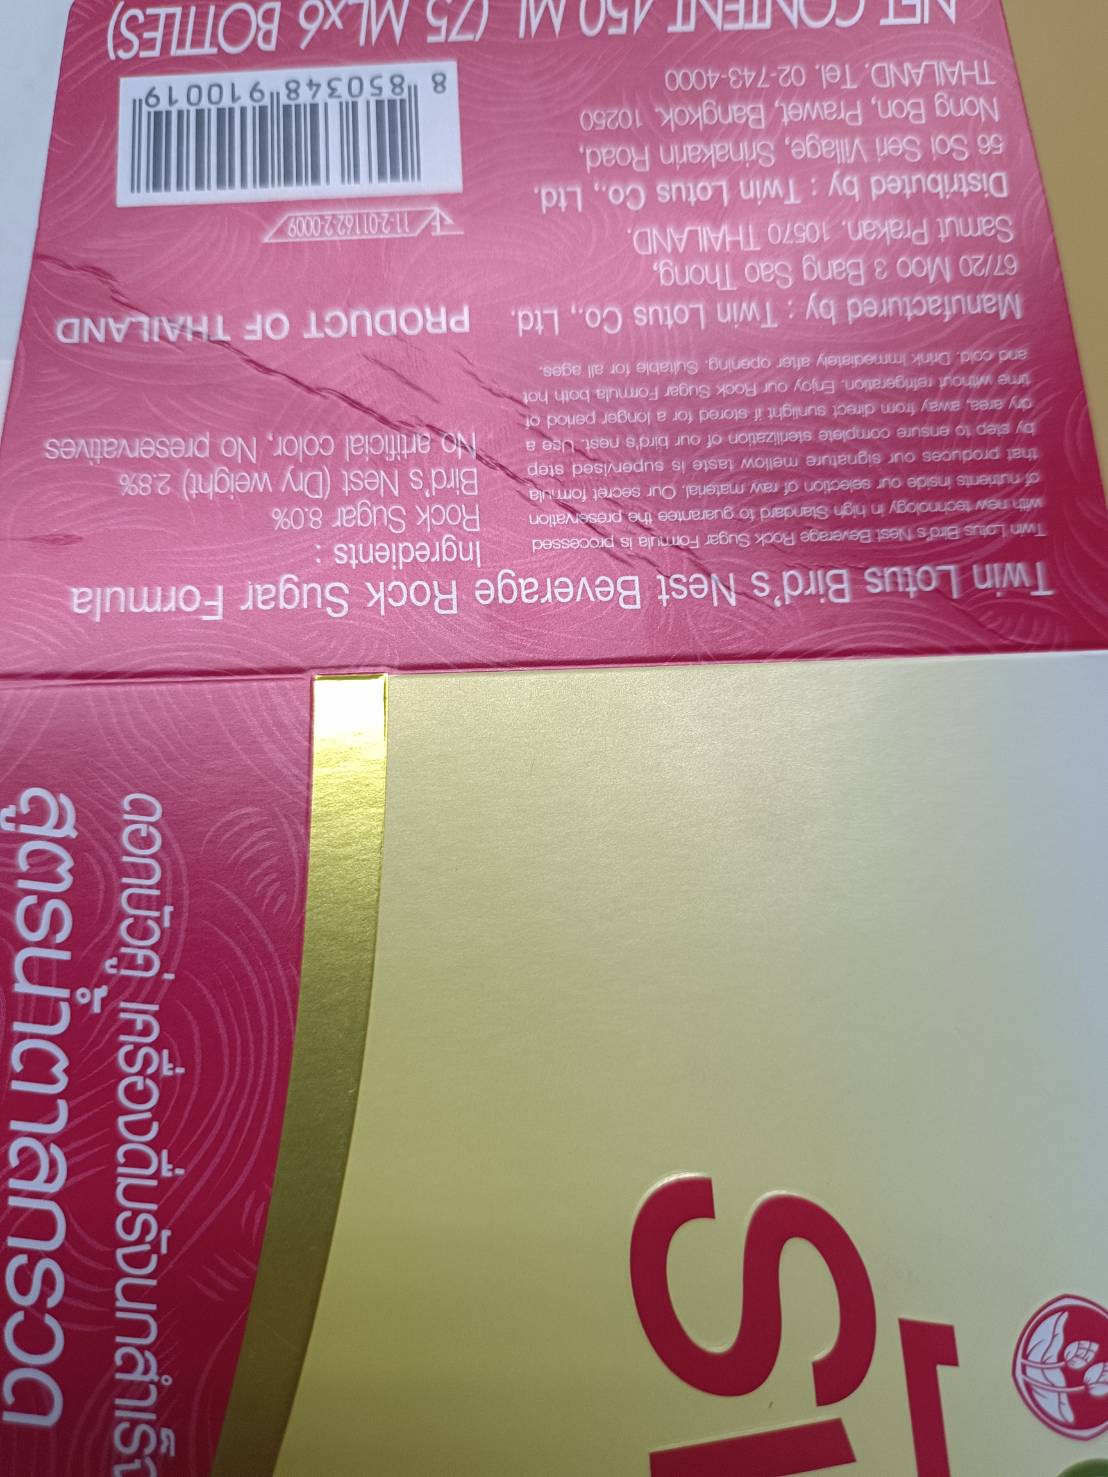 Twin Lotus Bird's Nest Beverage Rock Sugar Formula
Twin Lotus Bird's Nest Beverage Rock Sugar Formula is processed
with new technology in high Standard to guarantee the preservation
of nutrients inside our selection of raw material. Our secret formula
that produces our signature mellow taste is supervised step
by step to ensure complete sterilization of our bird's nest. Use a
dry area, away from direct sunlight if stored for a longer period of
time without refrigeration. Enjoy our Rock Sugar Formula both hot
and cold. Drink immediately after opening. Suitable for all ages.
Manufactured by : Twin Lotus Co., Ltd.
67/20 Moo 3 Bang Sao Thong,
Samut Prakan, 10570 THAILAND.
Distributed by : Twin Lotus Co., Ltd.
56 Soi Seri Village, Srinakarin Road,
Nong Bon, Prawet, Bangkok, 10250
THAILAND. Tel. 02-743-4000
Ingredients :
Rock Sugar 8.0%
Bird's Nest (Dry weight) 2.8%
No artificial color, No preservatives
PRODUCT OF THAILAND
11-2-01162-2-0009
8 850348 910019
NET CONTENT 450 ML (75 MLx6 BOTTLES)
ดอกบัวคู่ เครื่องดื่มรังนกสำเร็
สูตรน้ำตาลกรวด